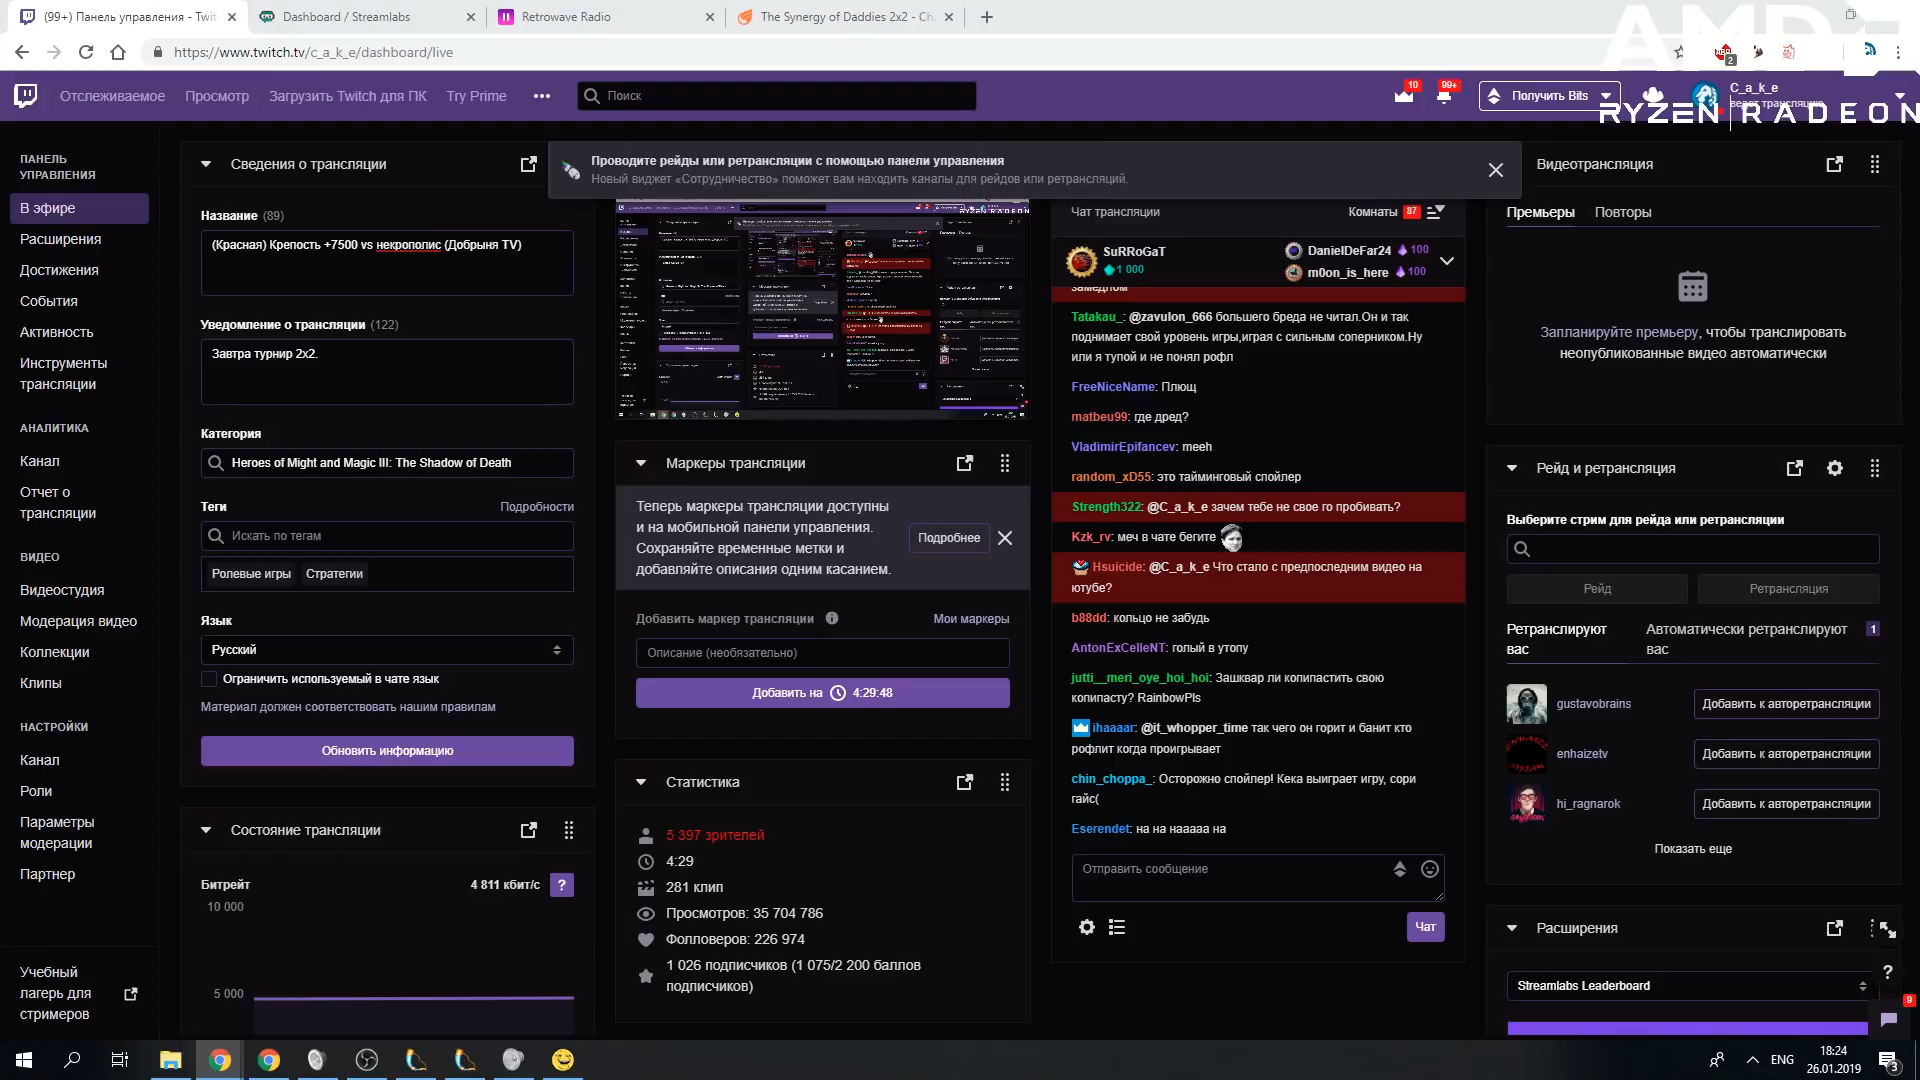 (99+) Панель управления - Twit
Dashboard / Streamlabs
Retrowave Radio
The Synergy of Daddies 2x2 - Ch
https://www.twitch.tv/c_a_k_e/dashboard/live
2
AMD
Отслеживаемое
Просмотр
Загрузить Twitch для ПК
Try Prime
Поиск
10
99+
Получить Bits
C_a_k_e
ведет трансляцию
RYZEN RADEON
ПАНЕЛЬ
УПРАВЛЕНИЯ
В эфире
Расширения
Достижения
События
Активность
Инструменты
трансляции
АНАЛИТИКА
Канал
Отчет о
трансляции
ВИДЕО
Видеостудия
Модерация видео
Коллекции
Клипы
НАСТРОЙКИ
Канал
Роли
Параметры
модерации
Партнер
Учебный
лагерь для
стримеров
Сведения о трансляции
Название (89)
(Красная) Крепость +7500 vs некрополис (Добрыня TV)
Уведомление о трансляции (122)
Завтра турнир 2x2.
Категория
Heroes of Might and Magic III: The Shadow of Death
Теги
Подробности
Искать по тегам
Ролевые игры
Стратегии
Язык
Русский
Ограничить используемый в чате язык
Материал должен соответствовать нашим правилам
Обновить информацию
Состояние трансляции
Битрейт
4 811 кбит/с
?
10 000
5 000
Проводите рейды или ретрансляции с помощью панели управления
Новый виджет «Сотрудничество» поможет вам находить каналы для рейдов или ретрансляций.
Маркеры трансляции
Теперь маркеры трансляции доступны
и на мобильной панели управления.
Сохраняйте временные метки и
добавляйте описания одним касанием.
Подробнее
Добавить маркер трансляции
Мои маркеры
Описание (необязательно)
Добавить на 4:29:48
Статистика
5 397 зрителей
4:29
281 клип
Просмотров: 35 704 786
Фолловеров: 226 974
1 026 подписчиков (1 075/2 200 баллов
подписчиков)
Чат трансляции
Комнаты 87
SuRRoGaT
1 000
DanielDeFar24 100
m0on_is_here 100
замедлом
Tatakau_: @zavulon_666 большего бреда не читал.Он и так
поднимает свой уровень игры,играя с сильным соперником.Ну
или я тупой и не понял рофл
FreeNiceName: Плющ
matbeu99: где дред?
VladimirEpifancev: meeh
random_xD55: это таймингoвый спойлер
Strength322: @C_a_k_e зачем тебе не свое го пробивать?
Kzk_rv: меч в чате бегите
Hsuicide: @C_a_k_e Что стало с предпоследним видео на
ютубе?
b88dd: кольцо не забудь
AntonExCelleNT: голый в утопу
jutti__meri_oye_hoi_hoi: Зашквар ли копипастить свою
копипасту? RainbowPls
ihaaaar: @it_whopper_time так чего он горит и банит кто
рофлит когда проигрывает
chin_choppa_: Осторожно спойлер! Кека выиграет игру, сори
гайс(
Eserendet: на на наааaа на
Отправить сообщение
Чат
Видеотрансляция
Премьеры
Повторы
Запланируйте премьеру, чтобы транслировать
неопубликованные видео автоматически
Рейд и ретрансляция
Выберите стрим для рейда или ретрансляции
Рейд
Ретрансляция
Ретранслируют
вас
Автоматически ретранслируют
вас
1
gustavobrains
Добавить к авторетрансляции
enhaizetv
Добавить к авторетрансляции
hi_ragnarok
Добавить к авторетрансляции
Показать еще
Расширения
Streamlabs Leaderboard
?
9
ENG
18:24
26.01.2019
3